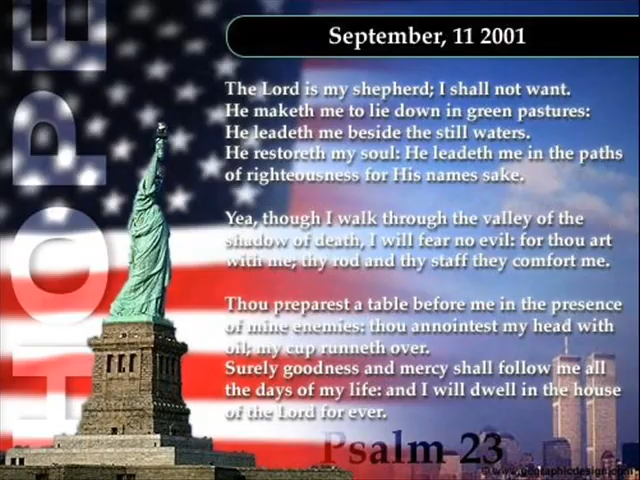 HOPE
September, 11 2001
The Lord is my shepherd; I shall not want.
He maketh me to lie down in green pastures:
He leadeth me beside the still waters.
He restoreth my soul: He leadeth me in the paths
of righteousness for His names sake.
Yea, though I walk through the valley of the
shadow of death, I will fear no evil: for thou art
with me; thy rod and thy staff they comfort me.
Thou preparest a table before me in the presence
of mine enemies: thou annointest my head with
oil; my cup runneth over.
Surely goodness and mercy shall follow me all
the days of my life: and I will dwell in the house
of the Lord for ever.
Psalm-23